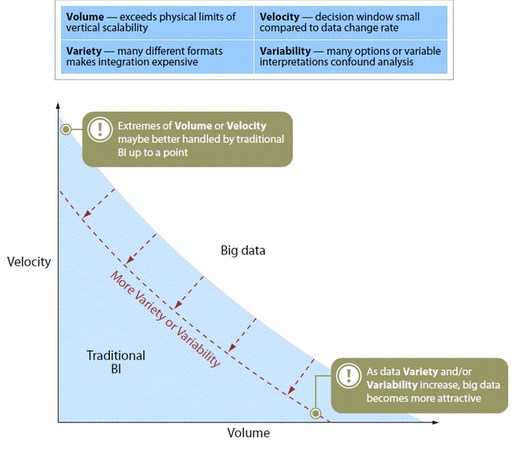 Volume — exceeds physical limits of
vertical scalability
Velocity — decision window small
compared to data change rate
Variety — many different formats
makes integration expensive
Variability — many options or variable
interpretations confound analysis
Extremes of Volume or Velocity
maybe better handled by traditional
BI up to a point
Big data
Velocity
More Variety or Variability
Traditional
BI
As data Variety and/or
Variability increase, big data
becomes more attractive
Volume